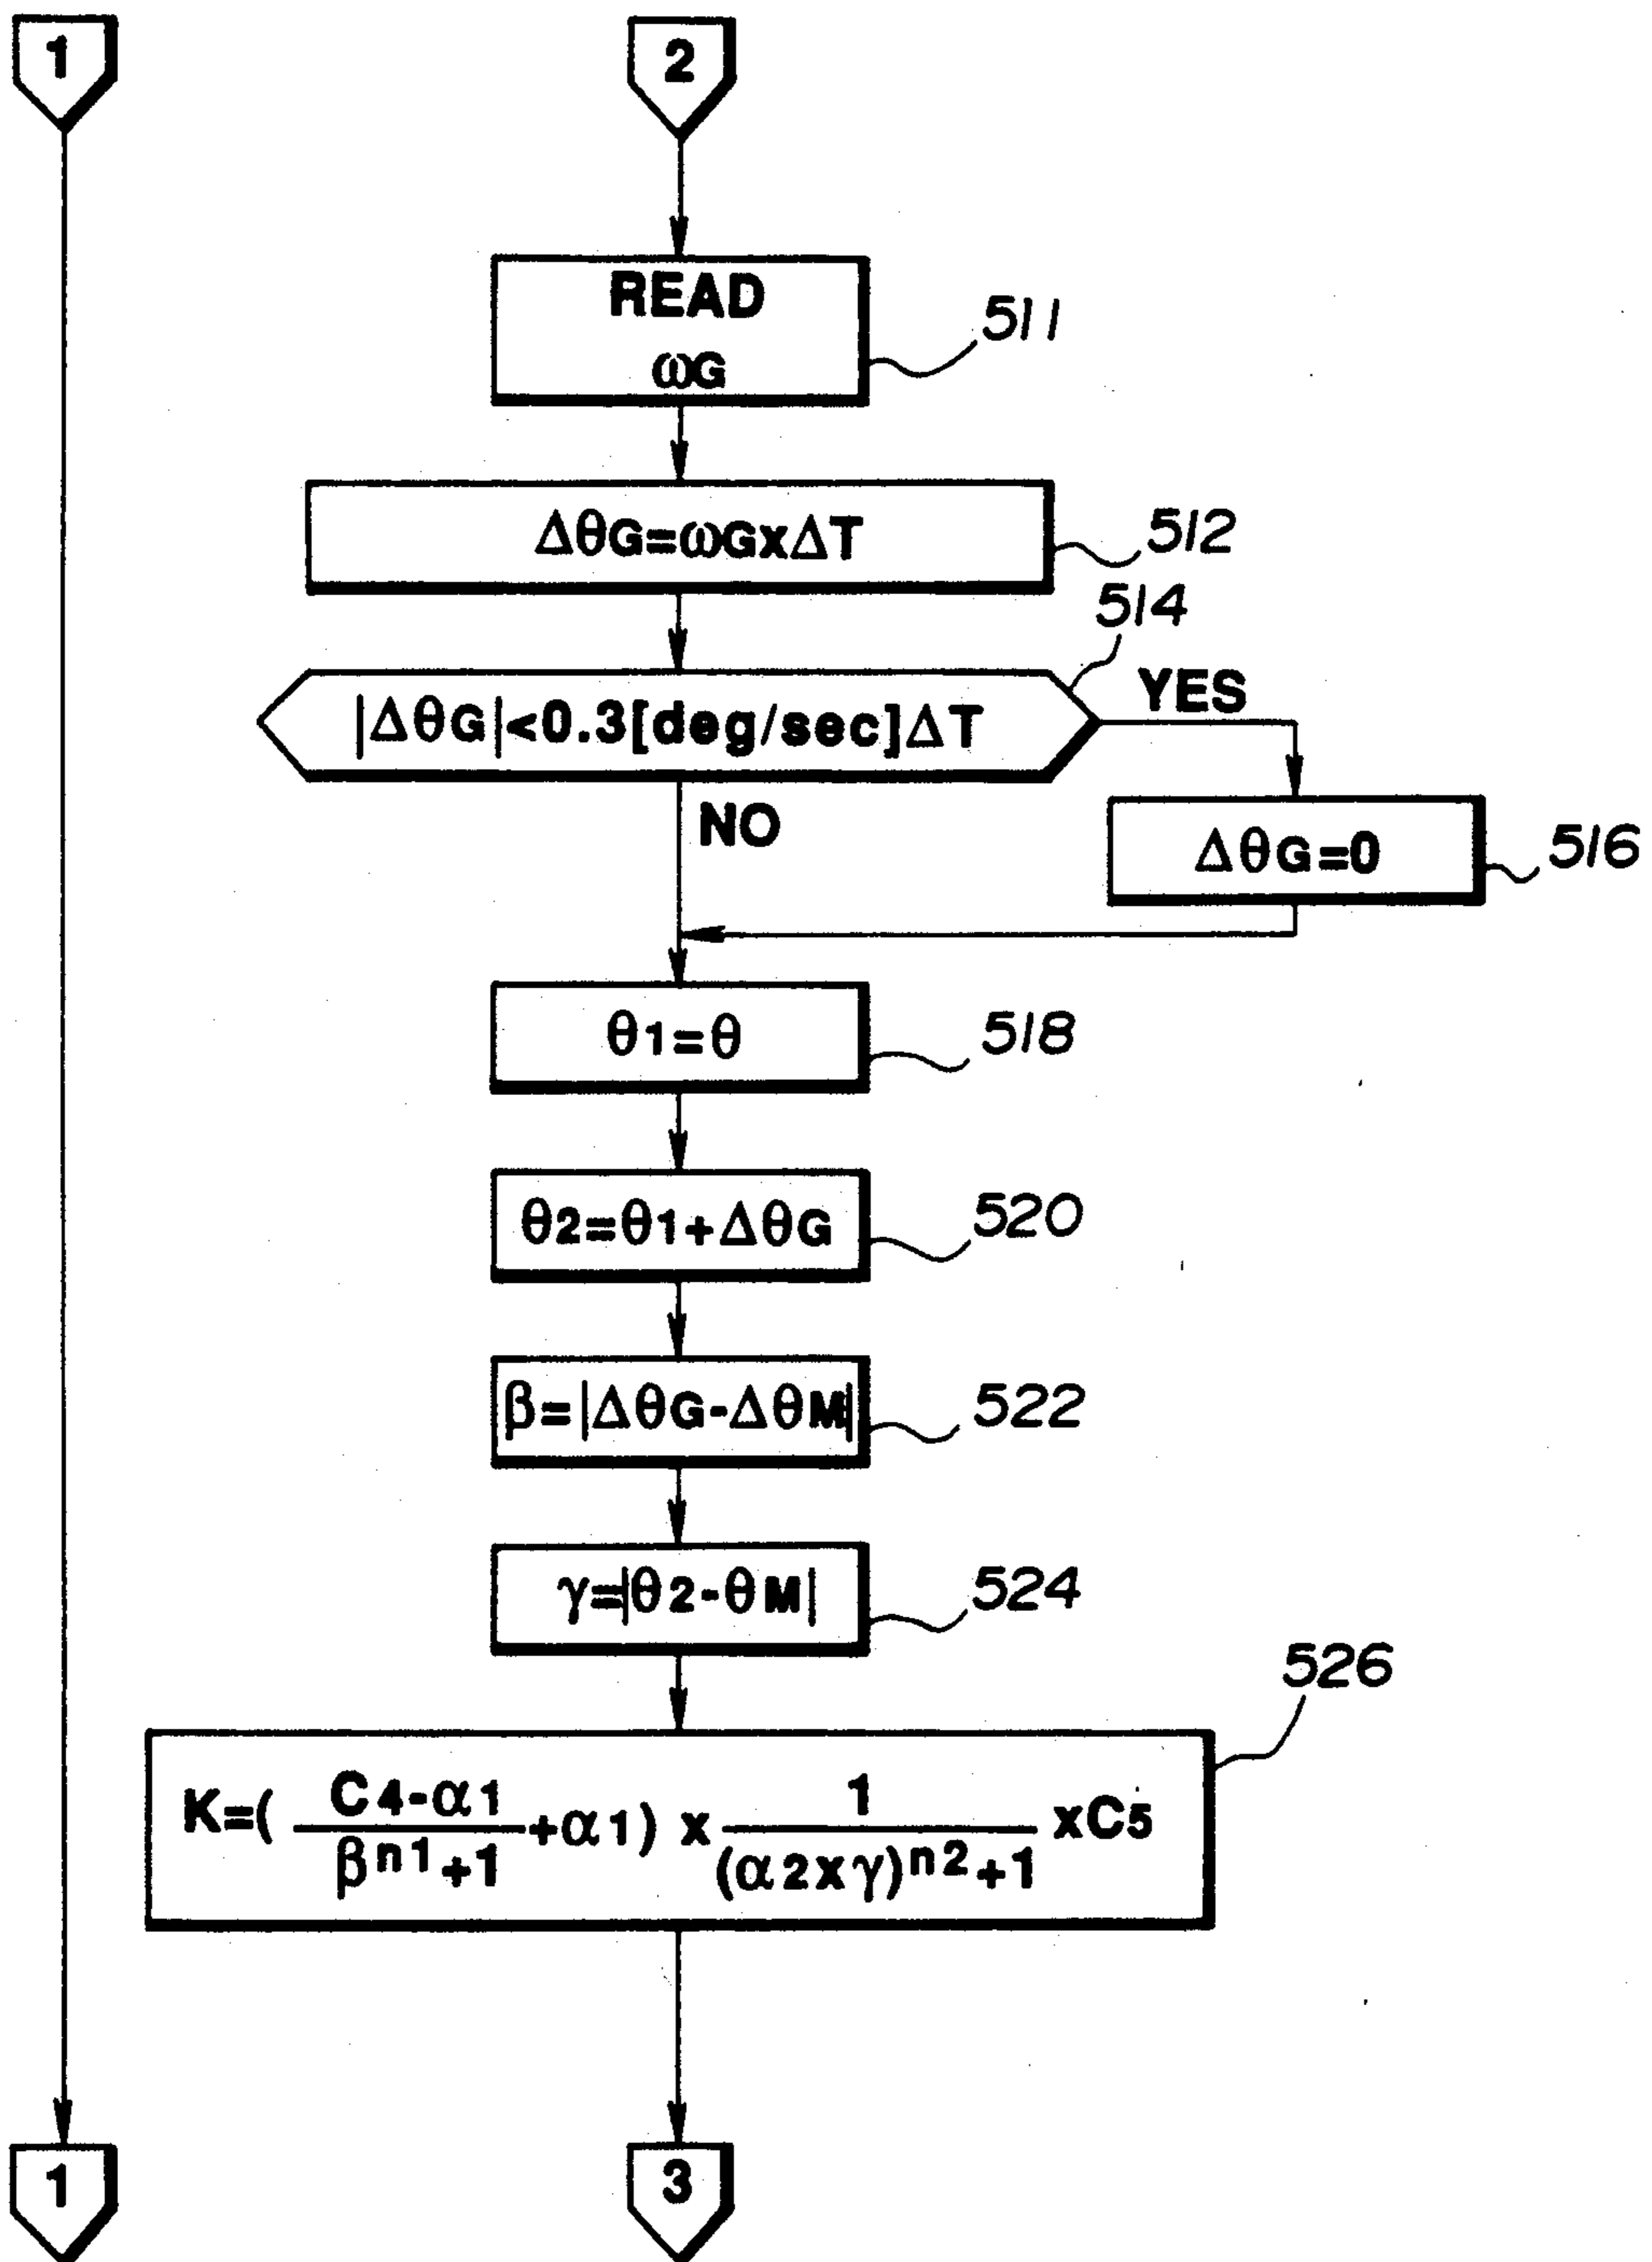 1
2
READ
ωG
511
ΔθG=ωGxΔT
512
514
|ΔθG|<0.3[deg/sec]ΔT
YES
NO
ΔθG=0
516
θ1=θ
518
θ2=θ1+ΔθG
520
β=|ΔθG-ΔθM|
522
γ=|θ2-θM|
524
526
K=( C4-α1 / β^n1+1 +α1) x 1 / (α2xγ)^n2+1 xC5
1
3